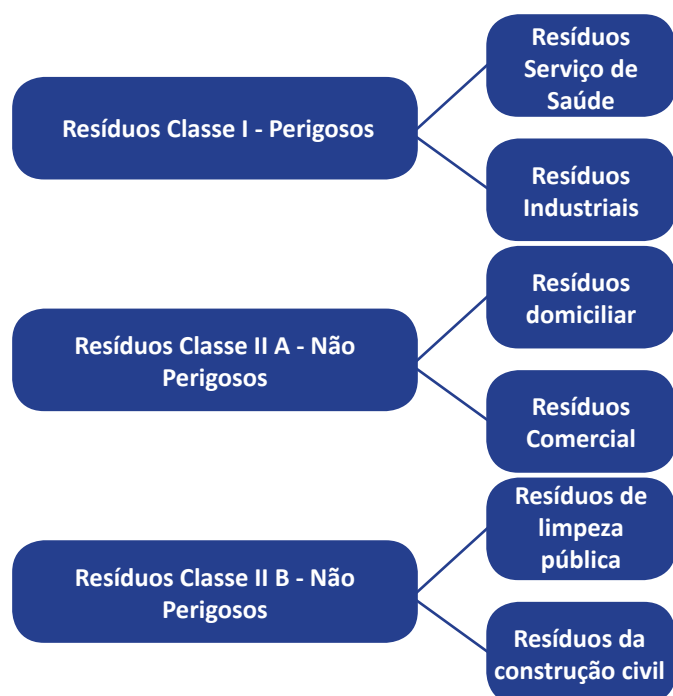 Resíduos Classe I - Perigosos
Resíduos
Serviço de
Saúde
Resíduos
Industriais
Resíduos Classe II A - Não
Perigosos
Resíduos
domiciliar
Resíduos
Comercial
Resíduos Classe II B - Não
Perigosos
Resíduos de
limpeza
pública
Resíduos da
construção civil